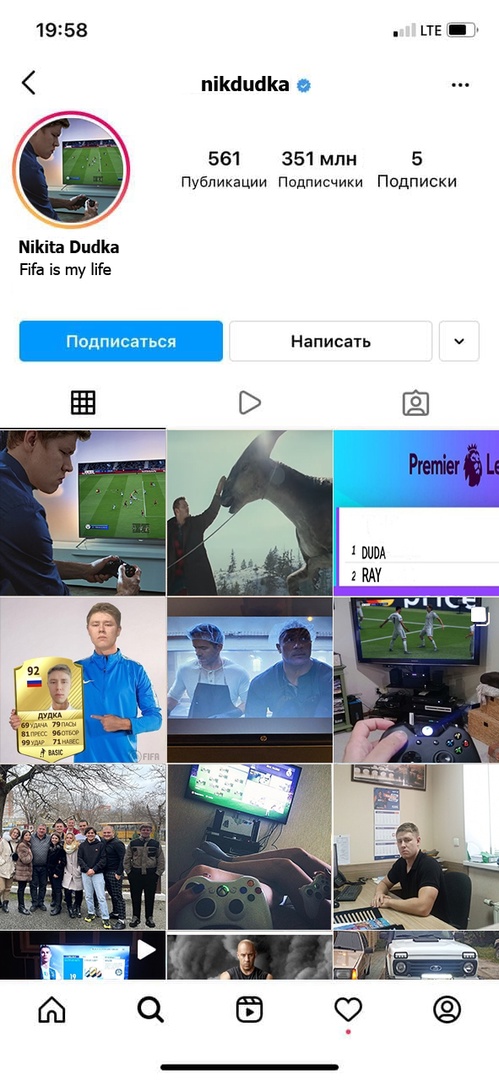 19:58
LTE
nikdudka
561
351 млн
5
Публикации
Подписчики
Подписки
Nikita Dudka
Fifa is my life
Подписаться
Написать
Premier Le
1 DUDA
2 RAY
price
92
ДУДКА
69 УДАЧА 79 ПАСЫ
81 ПРЕСС 96 ОТБОР
99 УДАР 71 НАВЕС
BASIC
FIFA
hp
19